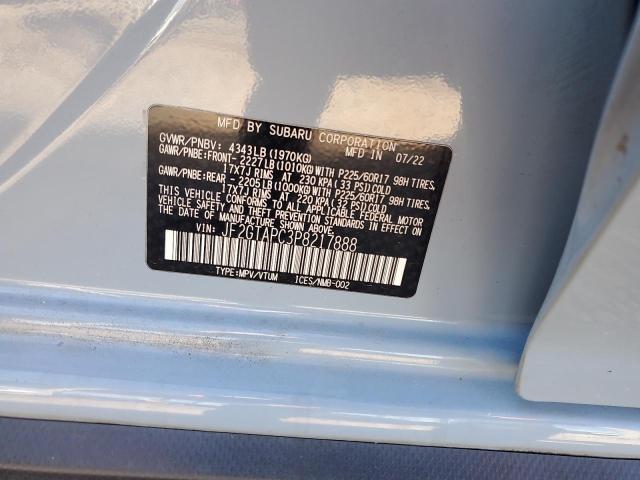 MFD BY SUBARU CORPORATION
GVWR/PNBV: 4343LB (1970KG) MFD IN 07/22
GAWR/PNBE:FRONT- 2227LB(1010KG) WITH P225/60R17 98H TIRES,
17X7J RIMS AT 230 KPA (33 PSI) COLD
GAWR/PNBE:REAR - 2205LB(1000KG) WITH P225/60R17 98H TIRES,
17X7J RIMS AT 220 KPA (32 PSI) COLD
THIS VEHICLE CONFORMS TO ALL APPLICABLE FEDERAL MOTOR
VEHICLE SAFETY STANDARDS IN EFFECT ON
THE DATE OF MANUFACTURE SHOWN ABOVE.
VIN: JF2GTAPC3P8217888
TYPE:MPV/VTUM ICES/NMB-002